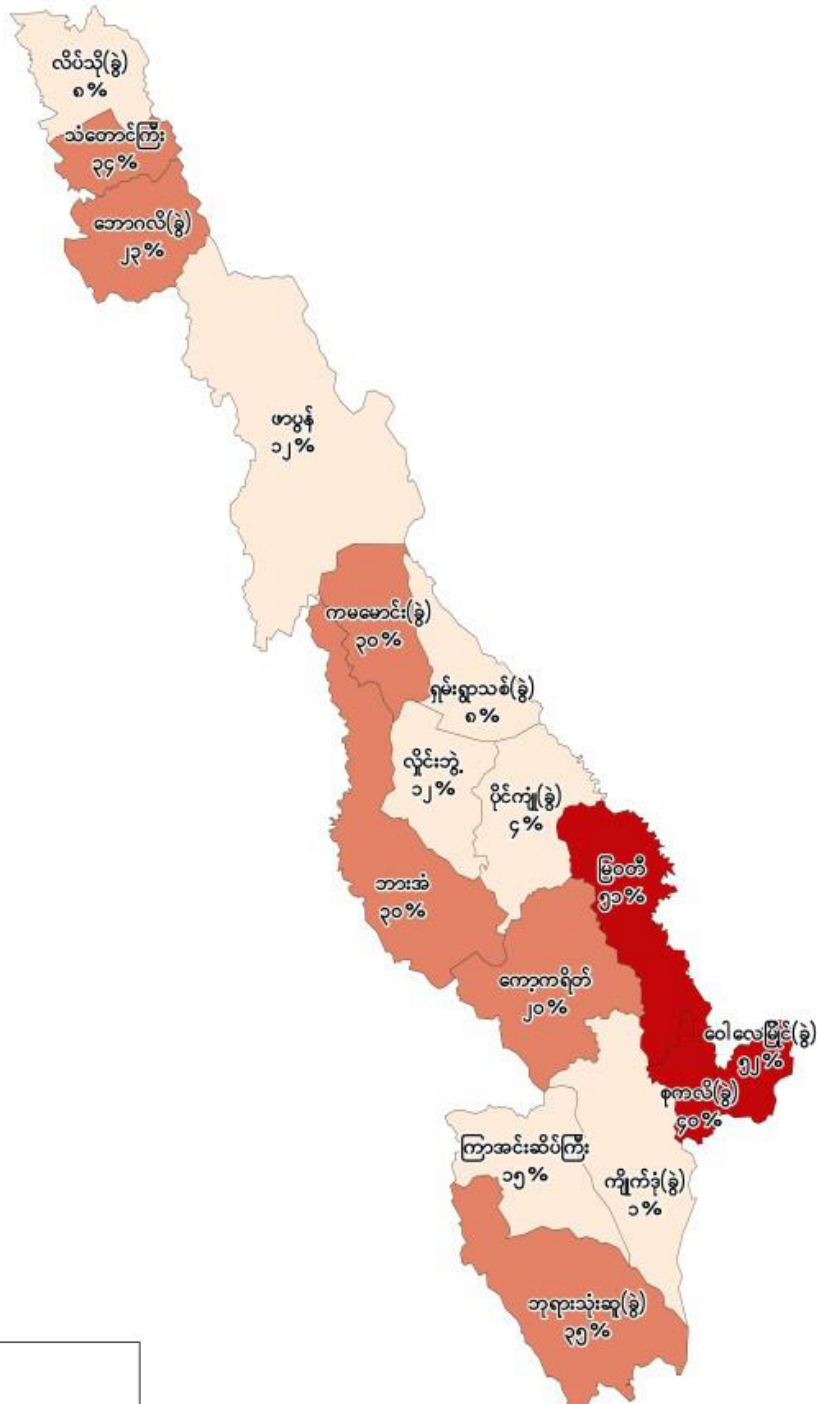 လိပ်သို(ခွဲ)
၈%
သံတောင်ကြီး
၃၄%
ဘောဂလိ(ခွဲ)
၂၃%
ဖာပွန်
၁၂%
ကမမောင်း(ခွဲ)
၃၀%
ရှမ်းရွာသစ်(ခွဲ)
၈%
လှိုင်းဘွဲ့
၁၂%
ပိုင်ကျုံ(ခွဲ)
၄%
မြဝတီ
၅၁%
ဘားအံ
၃၀%
ကော့ကရိတ်
၂၀%
ဝေါလေမြိုင်(ခွဲ)
၅၂%
စုကလိ(ခွဲ)
၄၀%
ကြာအင်းဆိပ်ကြီး
၁၅%
ကျိုက်ဒုံ(ခွဲ)
၁%
ဘုရားသုံးဆူ(ခွဲ)
၃၅%